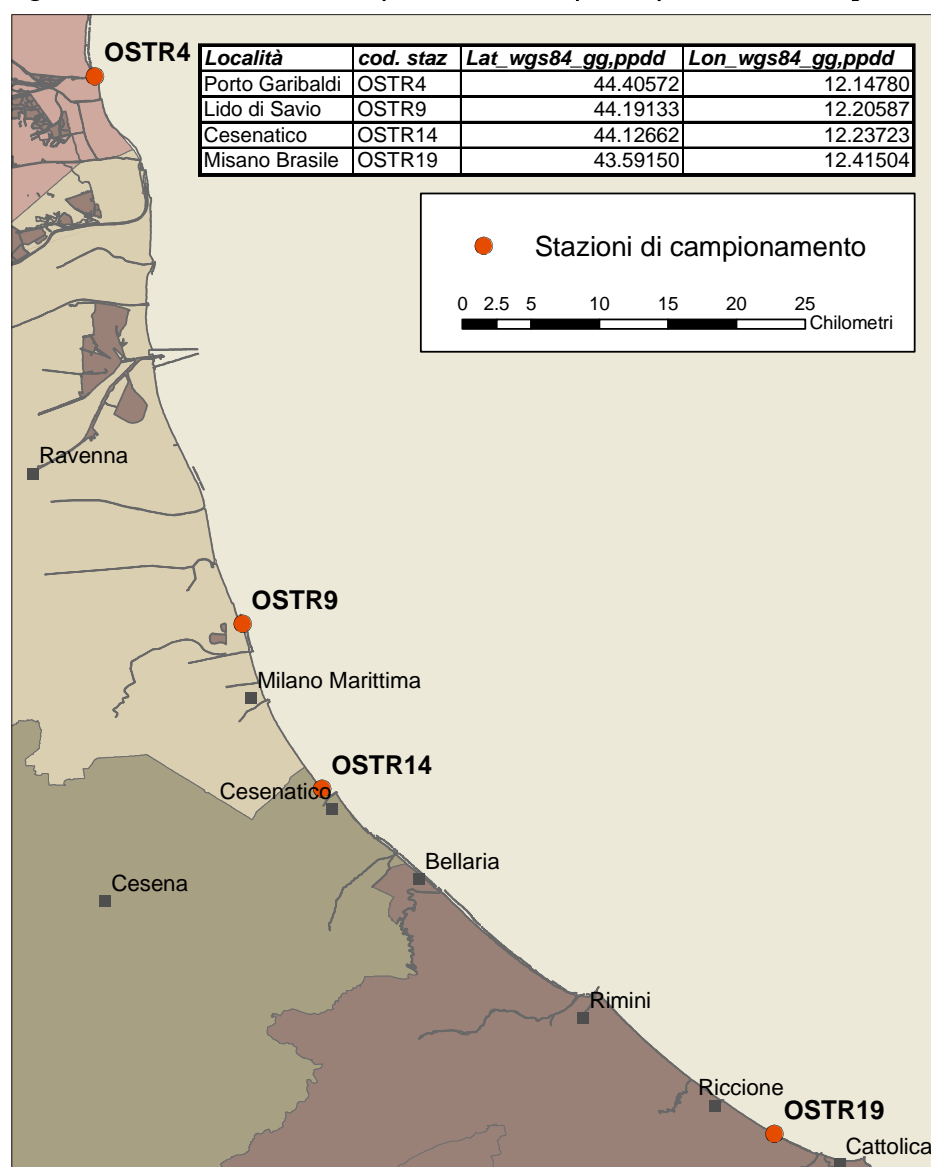 OSTR4
Località cod. staz Lat_wgs84_gg,ppdd Lon_wgs84_gg,ppdd
Porto Garibaldi OSTR4 44.40572 12.14780
Lido di Savio OSTR9 44.19133 12.20587
Cesenatico OSTR14 44.12662 12.23723
Misano Brasile OSTR19 43.59150 12.41504
Stazioni di campionamento
0 2.5 5 10 15 20 25
Chilometri
Ravenna
OSTR9
Milano Marittima
OSTR14
Cesenatico
Bellaria
Cesena
Rimini
Riccione
OSTR19
Cattolica